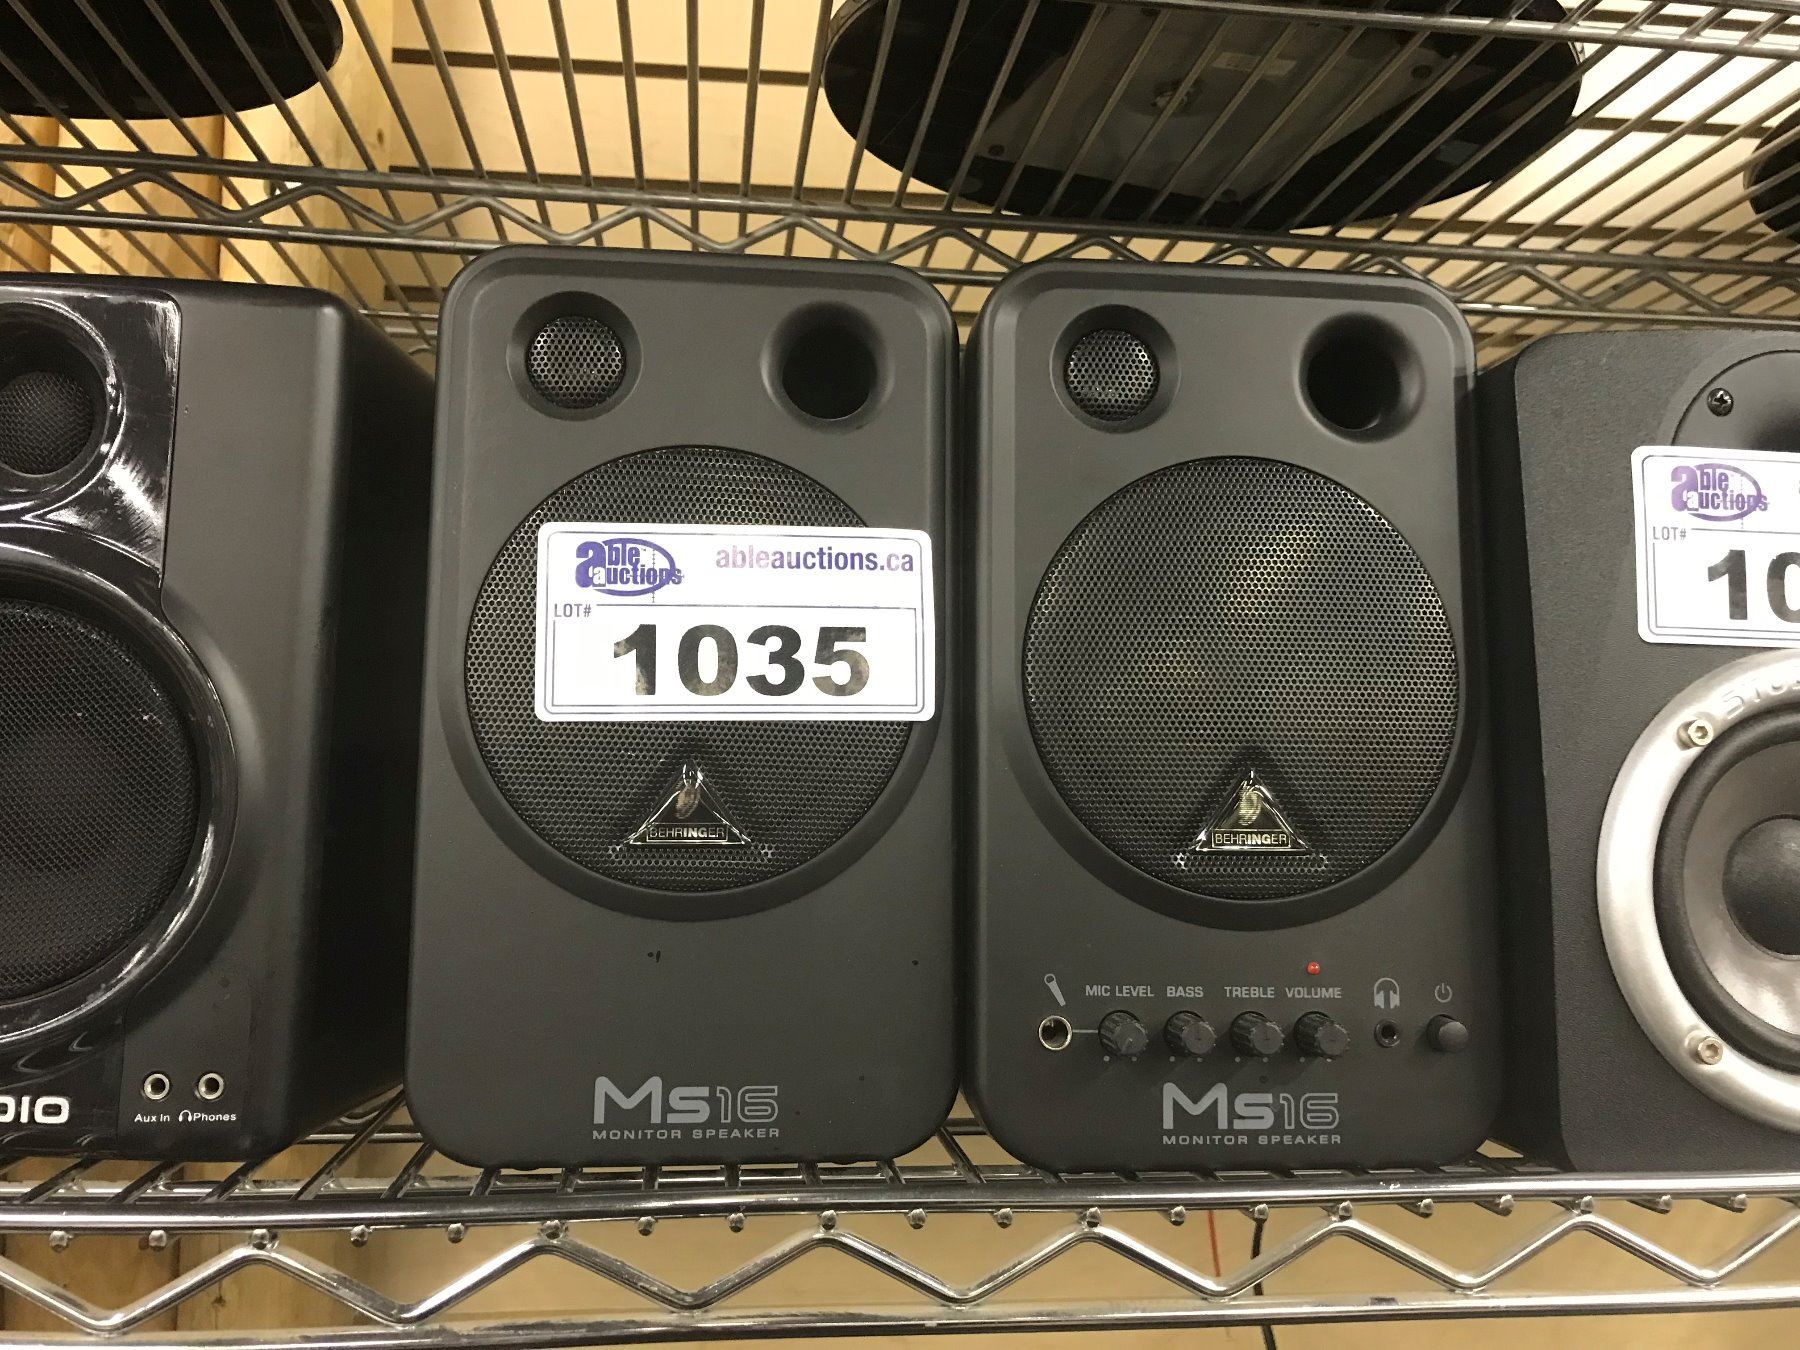 able auctions
ableauctions.ca
LOT#
1035
BEHRINGER
MS16
MONITOR SPEAKER
BEHRINGER
MIC LEVEL BASS TREBLE VOLUME
MS16
MONITOR SPEAKER
Aux In Phones
able auctions
LOT#